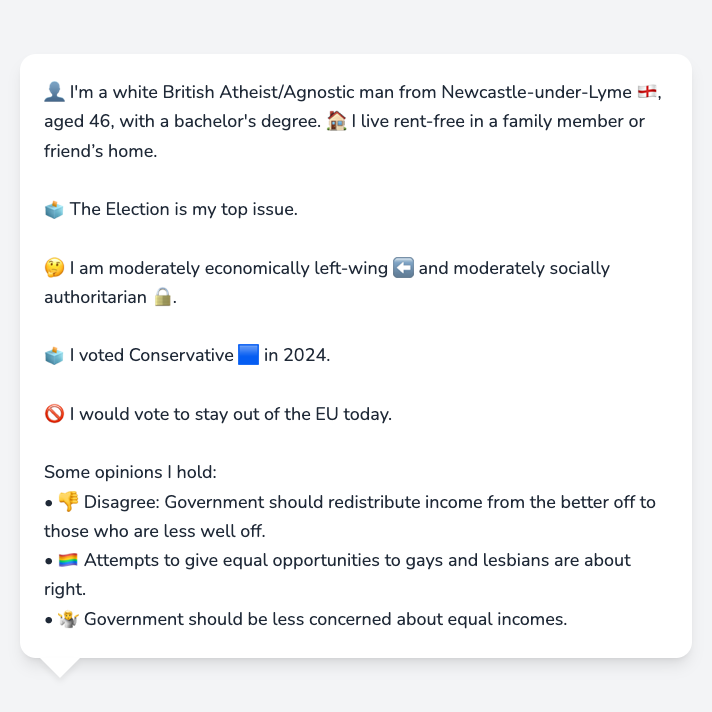 👤 I'm a white British Atheist/Agnostic man from Newcastle-under-Lyme 🏴󠁧󠁢󠁥󠁮󠁧󠁿,
aged 46, with a bachelor's degree. 🏠 I live rent-free in a family member or
friend’s home.
🗳️ The Election is my top issue.
🤔 I am moderately economically left-wing ⬅️ and moderately socially
authoritarian 🔒.
🗳️ I voted Conservative 🟦 in 2024.
🚫 I would vote to stay out of the EU today.
Some opinions I hold:
• 👎 Disagree: Government should redistribute income from the better off to
those who are less well off.
• 🏳️‍🌈 Attempts to give equal opportunities to gays and lesbians are about
right.
• 🤷 Government should be less concerned about equal incomes.